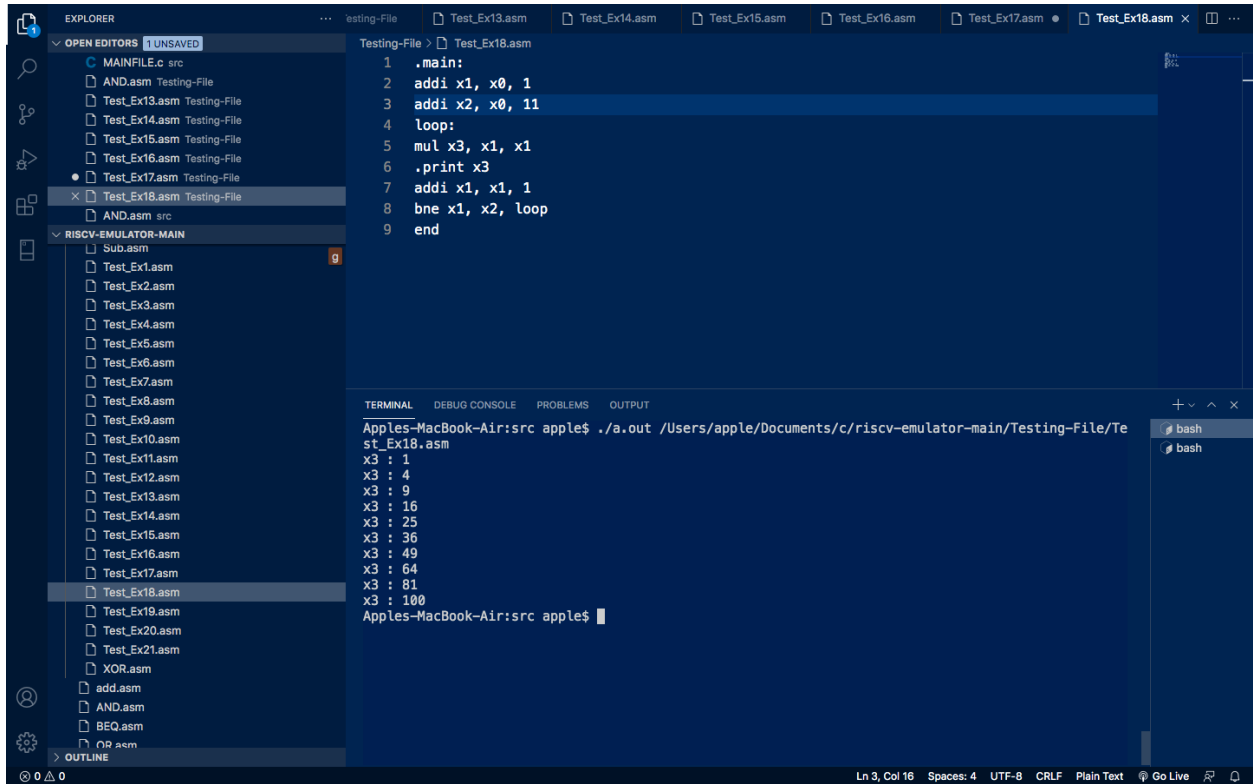 EXPLORER
···
esting-File
Test_Ex13.asm
Test_Ex14.asm
Test_Ex15.asm
Test_Ex16.asm
Test_Ex17.asm ●
Test_Ex18.asm ×
···
OPEN EDITORS 1 UNSAVED
C MAINFILE.c src
AND.asm Testing-File
Test_Ex13.asm Testing-File
Test_Ex14.asm Testing-File
Test_Ex15.asm Testing-File
Test_Ex16.asm Testing-File
● Test_Ex17.asm Testing-File
× Test_Ex18.asm Testing-File
AND.asm src
RISCV-EMULATOR-MAIN
Sub.asm
g
Test_Ex1.asm
Test_Ex2.asm
Test_Ex3.asm
Test_Ex4.asm
Test_Ex5.asm
Test_Ex6.asm
Test_Ex7.asm
Test_Ex8.asm
Test_Ex9.asm
Test_Ex10.asm
Test_Ex11.asm
Test_Ex12.asm
Test_Ex13.asm
Test_Ex14.asm
Test_Ex15.asm
Test_Ex16.asm
Test_Ex17.asm
Test_Ex18.asm
Test_Ex19.asm
Test_Ex20.asm
Test_Ex21.asm
XOR.asm
add.asm
AND.asm
BEQ.asm
OR.asm
> OUTLINE
1
Testing-File > Test_Ex18.asm
1 .main:
2 addi x1, x0, 1
3 addi x2, x0, 11
4 loop:
5 mul x3, x1, x1
6 .print x3
7 addi x1, x1, 1
8 bne x1, x2, loop
9 end
TERMINAL DEBUG CONSOLE PROBLEMS OUTPUT
Apples-MacBook-Air:src apple$ ./a.out /Users/apple/Documents/c/riscv-emulator-main/Testing-File/Te
st_Ex18.asm
x3 : 1
x3 : 4
x3 : 9
x3 : 16
x3 : 25
x3 : 36
x3 : 49
x3 : 64
x3 : 81
x3 : 100
Apples-MacBook-Air:src apple$
bash
bash
0 0
Ln 3, Col 16 Spaces: 4 UTF-8 CRLF Plain Text Go Live